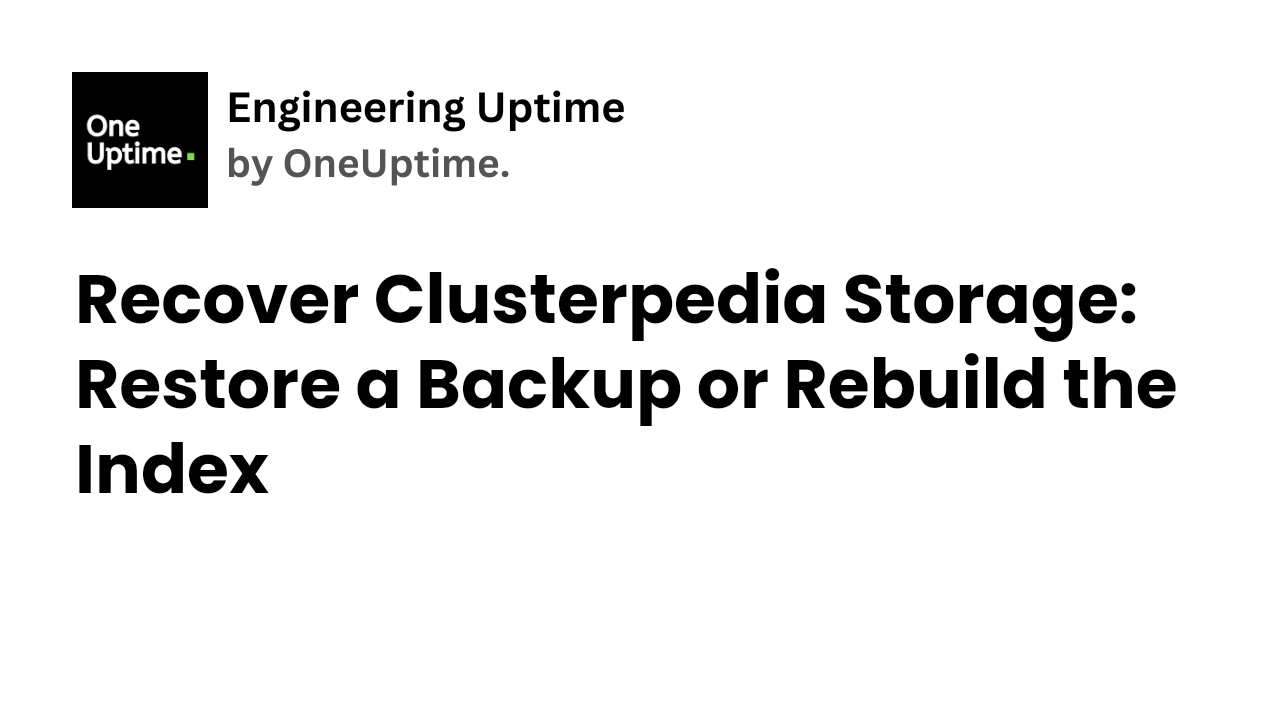 One
Uptime
Engineering Uptime
by OneUptime.
Recover Clusterpedia Storage:
Restore a Backup or Rebuild the
Index